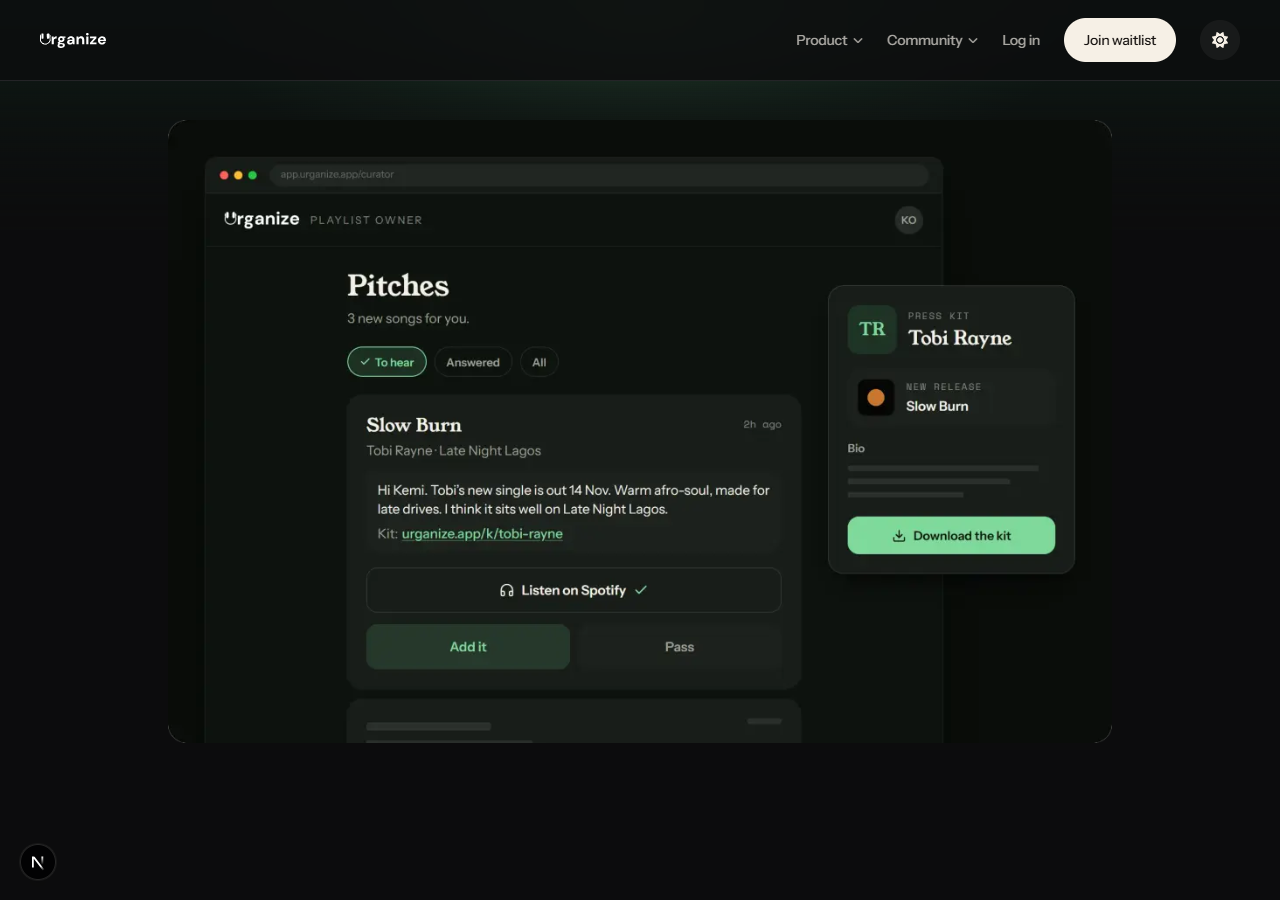 Urganize
Product
Community
Log in
Join waitlist
app.urganize.app/curator
Urganize PLAYLIST OWNER
KO
Pitches
3 new songs for you.
To hear
Answered
All
Slow Burn
2h ago
Tobi Rayne · Late Night Lagos
Hi Kemi. Tobi's new single is out 14 Nov. Warm afro-soul, made for
late drives. I think it sits well on Late Night Lagos.
Kit: urganize.app/k/tobi-rayne
Listen on Spotify
Add it
Pass
TR
PRESS KIT
Tobi Rayne
NEW RELEASE
Slow Burn
Bio
Download the kit
N